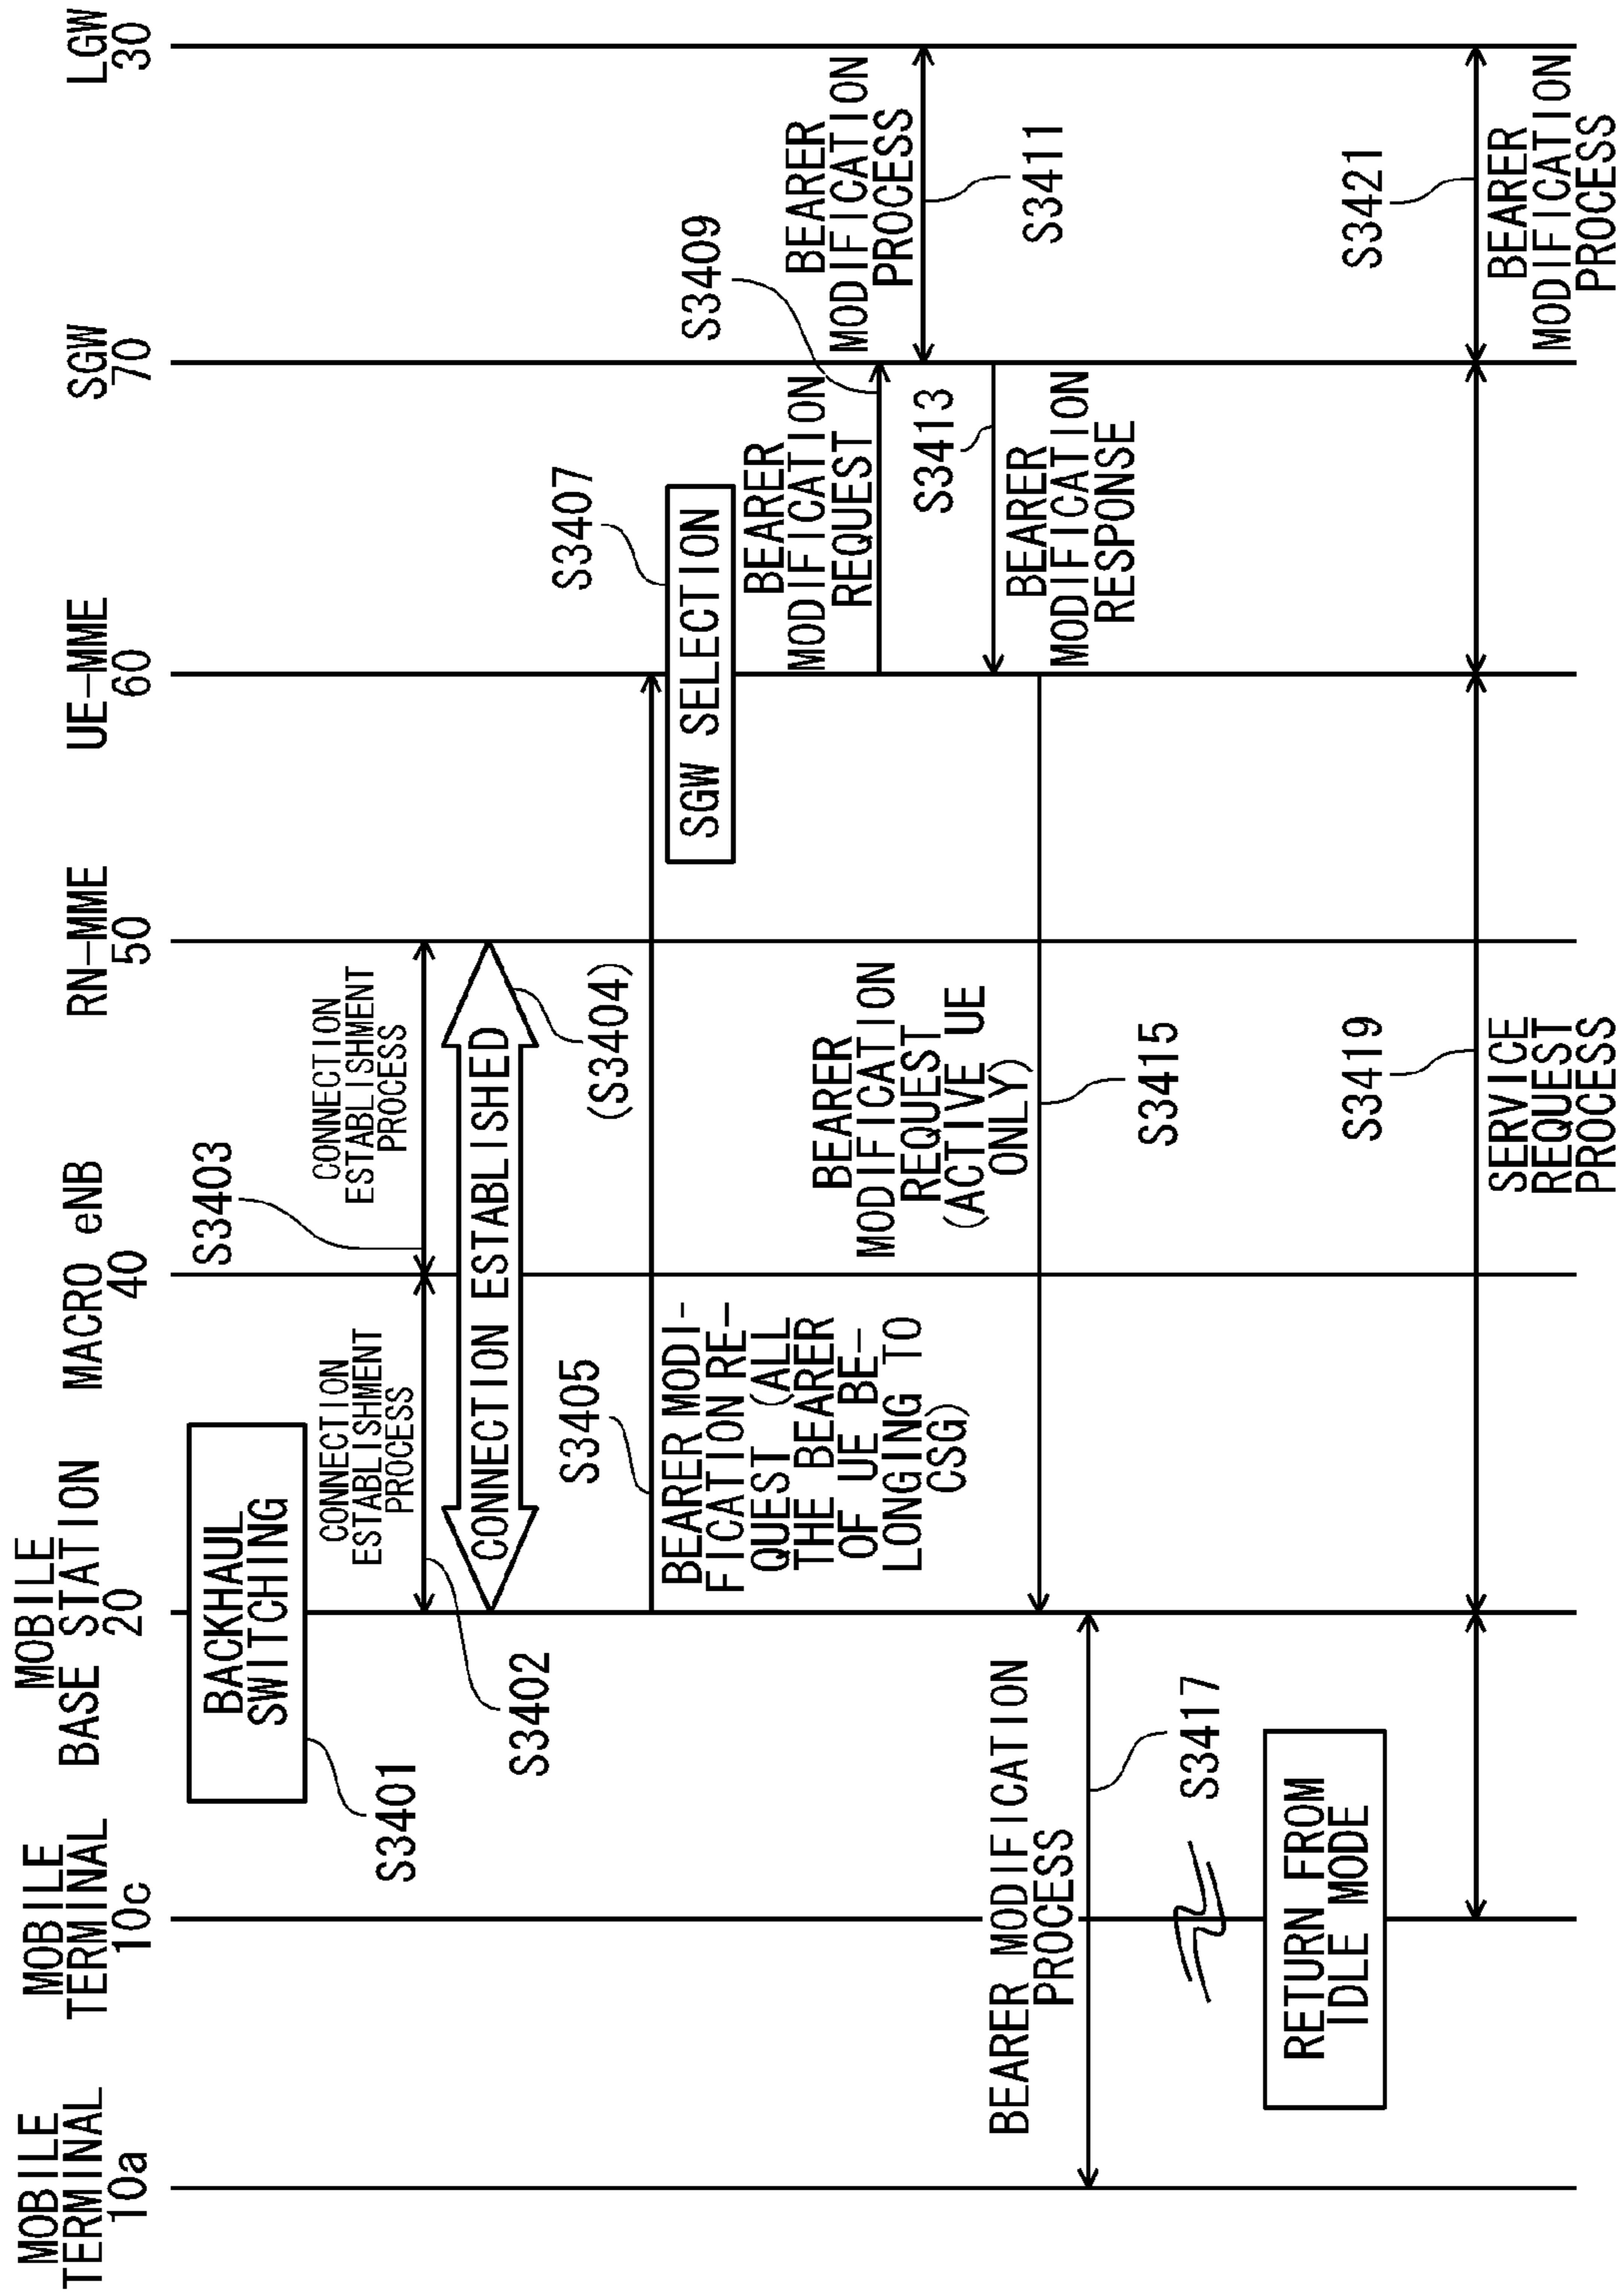 MOBILE
TERMINAL
10a
MOBILE
TERMINAL
10c
MOBILE
BASE STATION
20
MACRO eNB
40
RN-MME
50
UE-MME
60
SGW
70
LGW
30
BACKHAUL
SWITCHING
S3401
CONNECTION
ESTABLISHMENT
PROCESS
S3402
S3403
CONNECTION
ESTABLISHMENT
PROCESS
CONNECTION ESTABLISHED
(S3404)
S3405
BEARER MODI-
FICATION RE-
QUEST (ALL
THE BEARER
OF UE BE-
LONGING TO
CSG)
S3407
SGW SELECTION
BEARER
MODIFICATION
REQUEST
S3409
BEARER
MODIFICATION
PROCESS
S3411
S3413
BEARER
MODIFICATION
RESPONSE
BEARER
MODIFICATION
REQUEST
(ACTIVE UE
ONLY)
S3415
BEARER MODIFICATION
PROCESS
S3417
RETURN FROM
IDLE MODE
S3419
SERVICE
REQUEST
PROCESS
S3421
BEARER
MODIFICATION
PROCESS